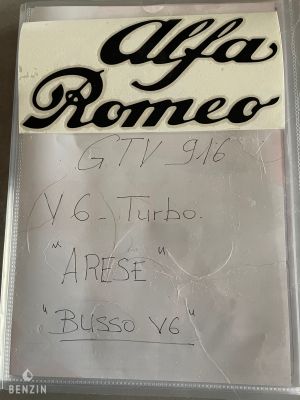 Alfa
Romeo
GTV 916
V6-Turbo.
"ARESE"
"BUSSO V6"
BENZIN